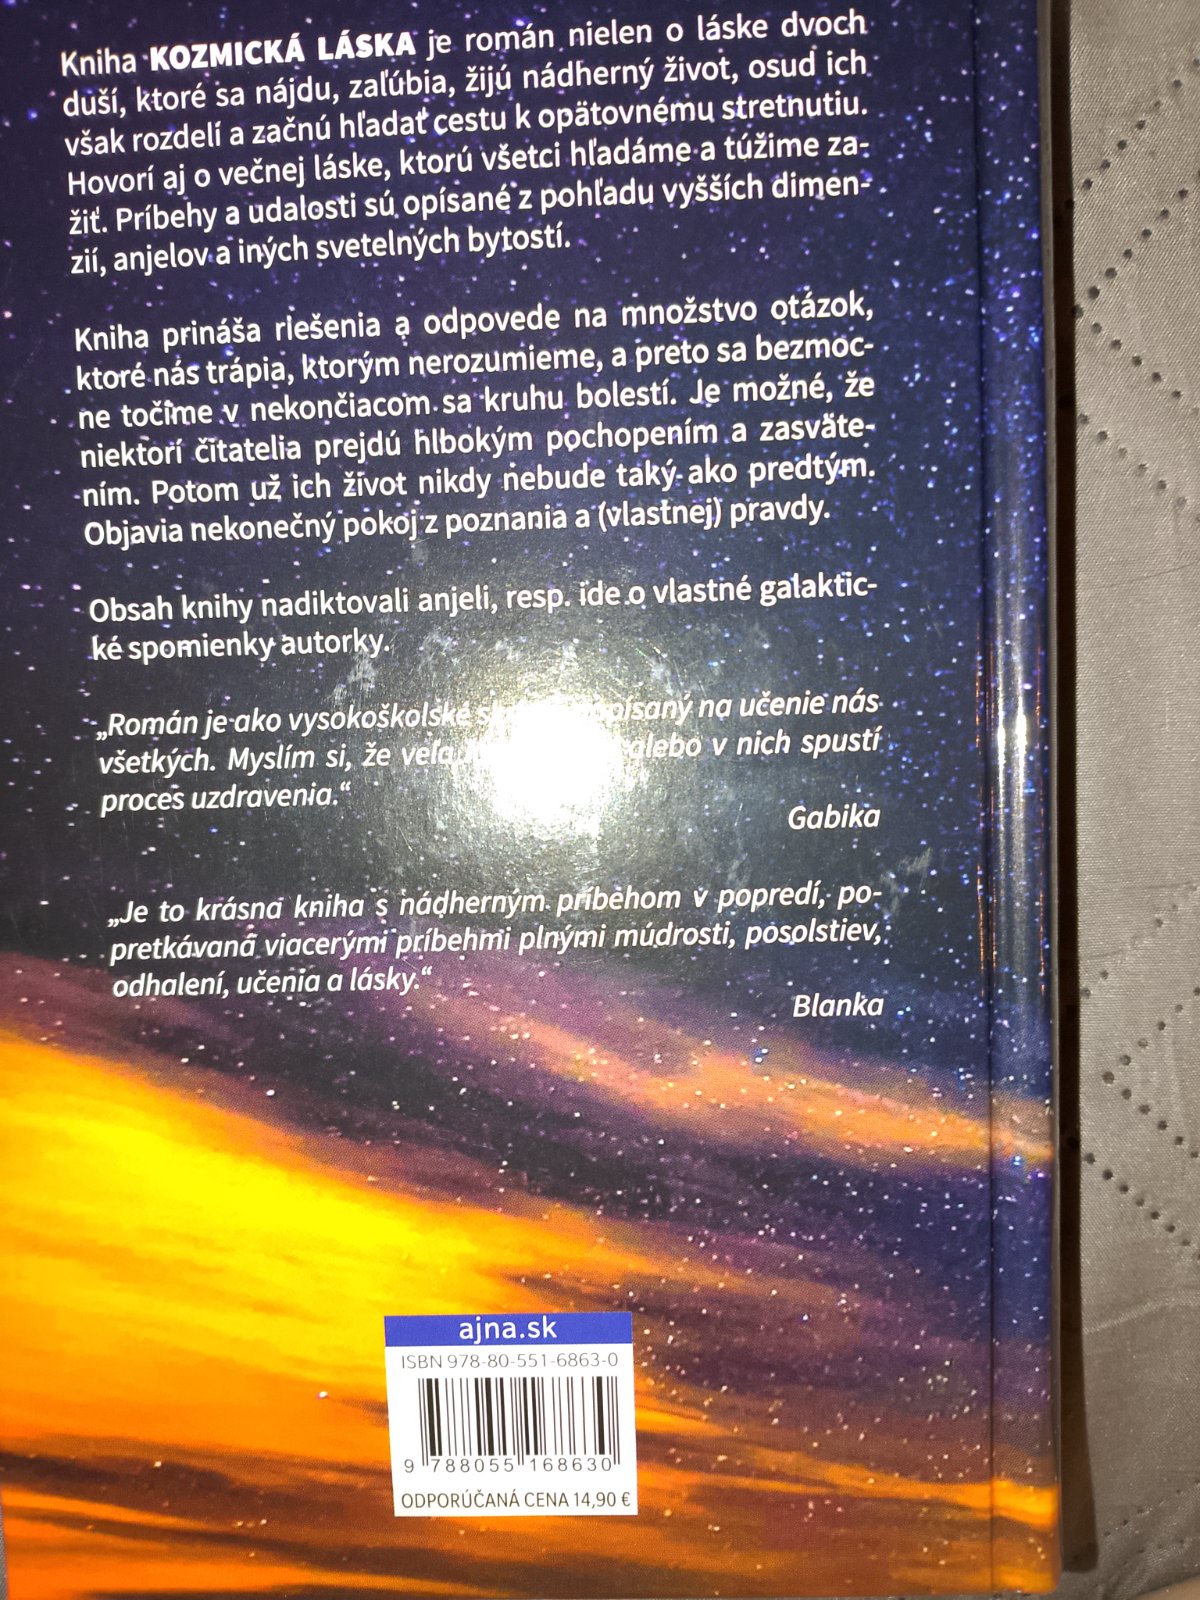 Kniha KOZMICKÁ LÁSKA je román nielen o láske dvoch
duší, ktoré sa nájdu, zaľúbia, žijú nádherný život, osud ich
však rozdelí a začnú hľadať cestu k opätovnému stretnutiu.
Hovorí aj o večnej láske, ktorú všetci hľadáme a túžime za-
žiť. Príbehy a udalosti sú opísané z pohľadu vyšších dimen-
zií, anjelov a iných svetelných bytostí.
Kniha prináša riešenia a odpovede na množstvo otázok,
ktoré nás trápia, ktorým nerozumieme, a preto sa bezmoc-
ne točíme v nekončiacom sa kruhu bolestí. Je možné, že
niektorí čitatelia prejdú hlbokým pochopením a zasväte-
ním. Potom už ich život nikdy nebude taký ako predtým.
Objavia nekonečný pokoj z poznania a (vlastnej) pravdy.
Obsah knihy nadiktovali anjeli, resp. ide o vlastné galaktic-
ké spomienky autorky.
„Román je ako vysokoškolské na učenie nás
všetkých. Myslím si, že veľa alebo v nich spustí
proces uzdravenia.“
Gabika
„Je to krásna kniha s nádherným príbehom v popredí, po-
pretkávaná viacerými príbehmi plnými múdrosti, posolstiev,
odhalení, učenia a lásky.“
Blanka
ajna.sk
ISBN 978-80-551-6863-0
9 788055 168630
ODPORÚČANÁ CENA 14,90 €